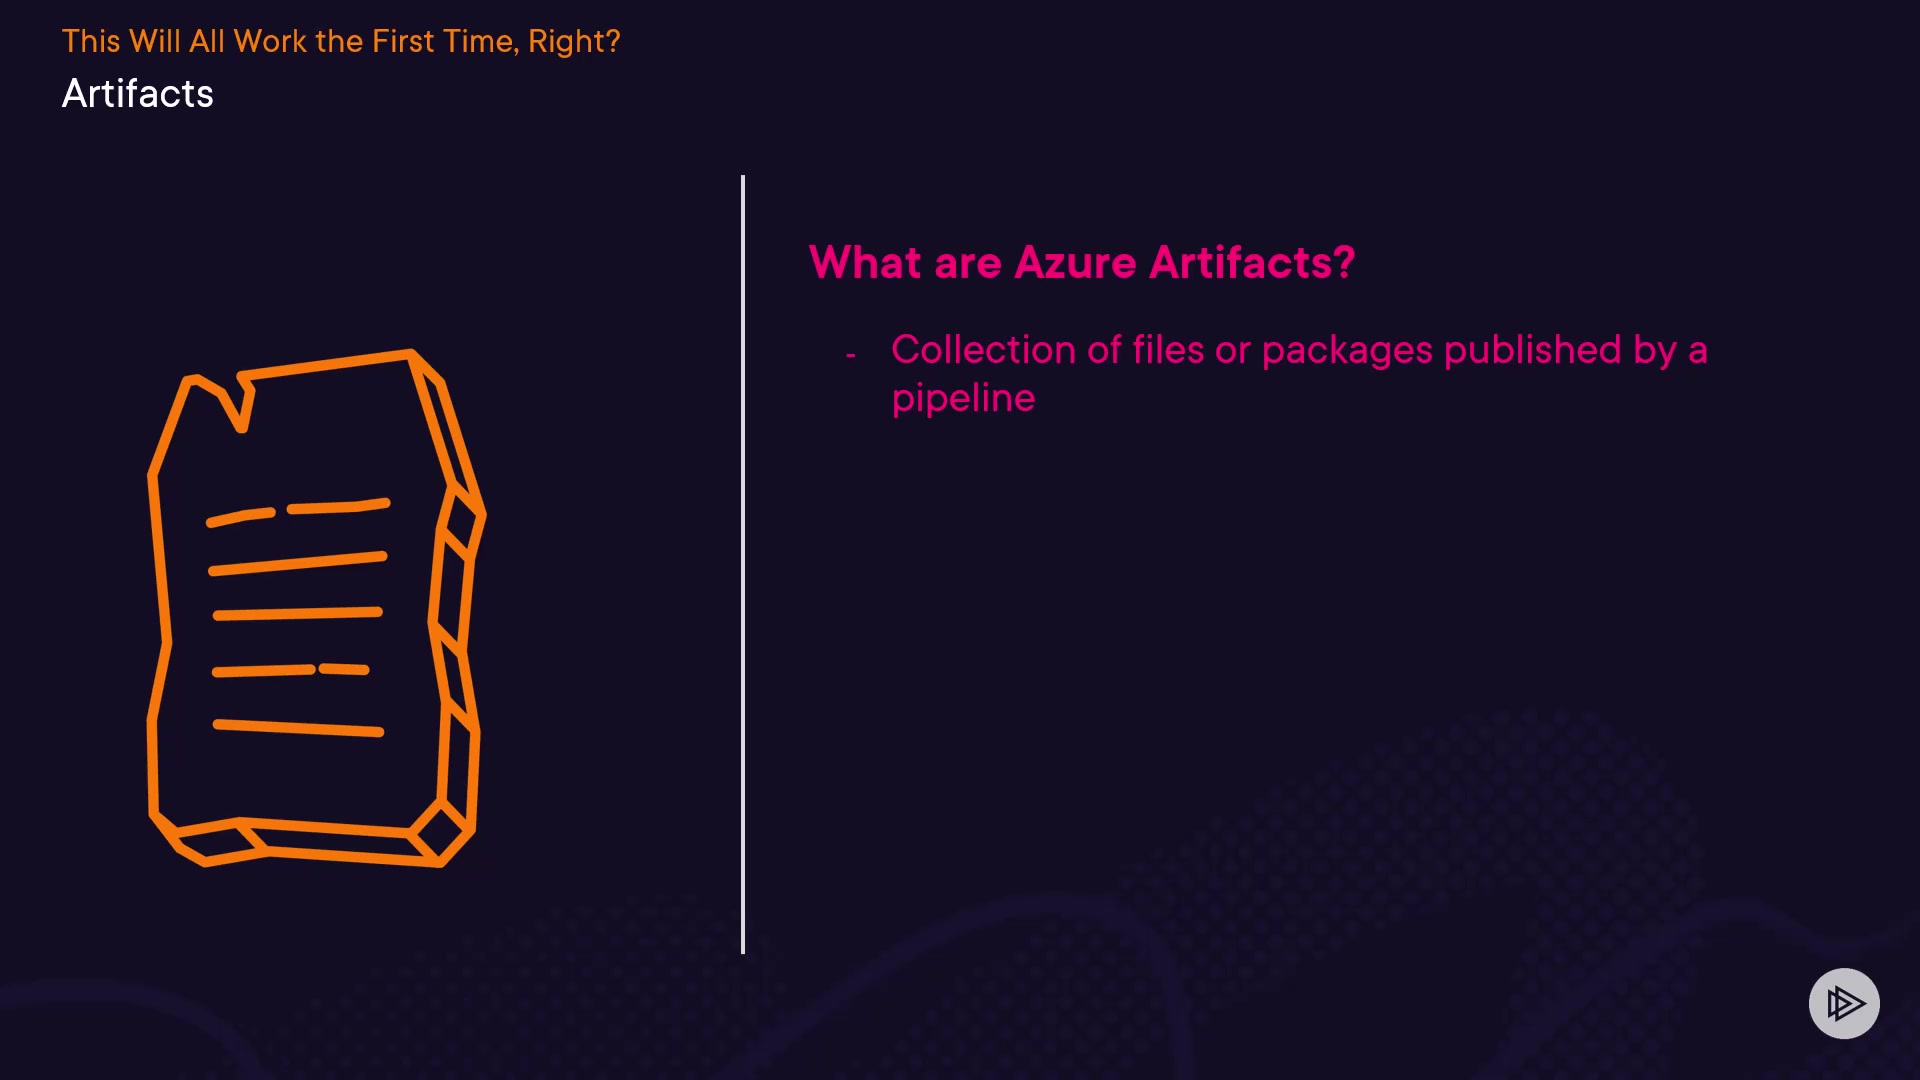 This Will All Work the First Time, Right?
Artifacts
What are Azure Artifacts?
- Collection of files or packages published by a
pipeline